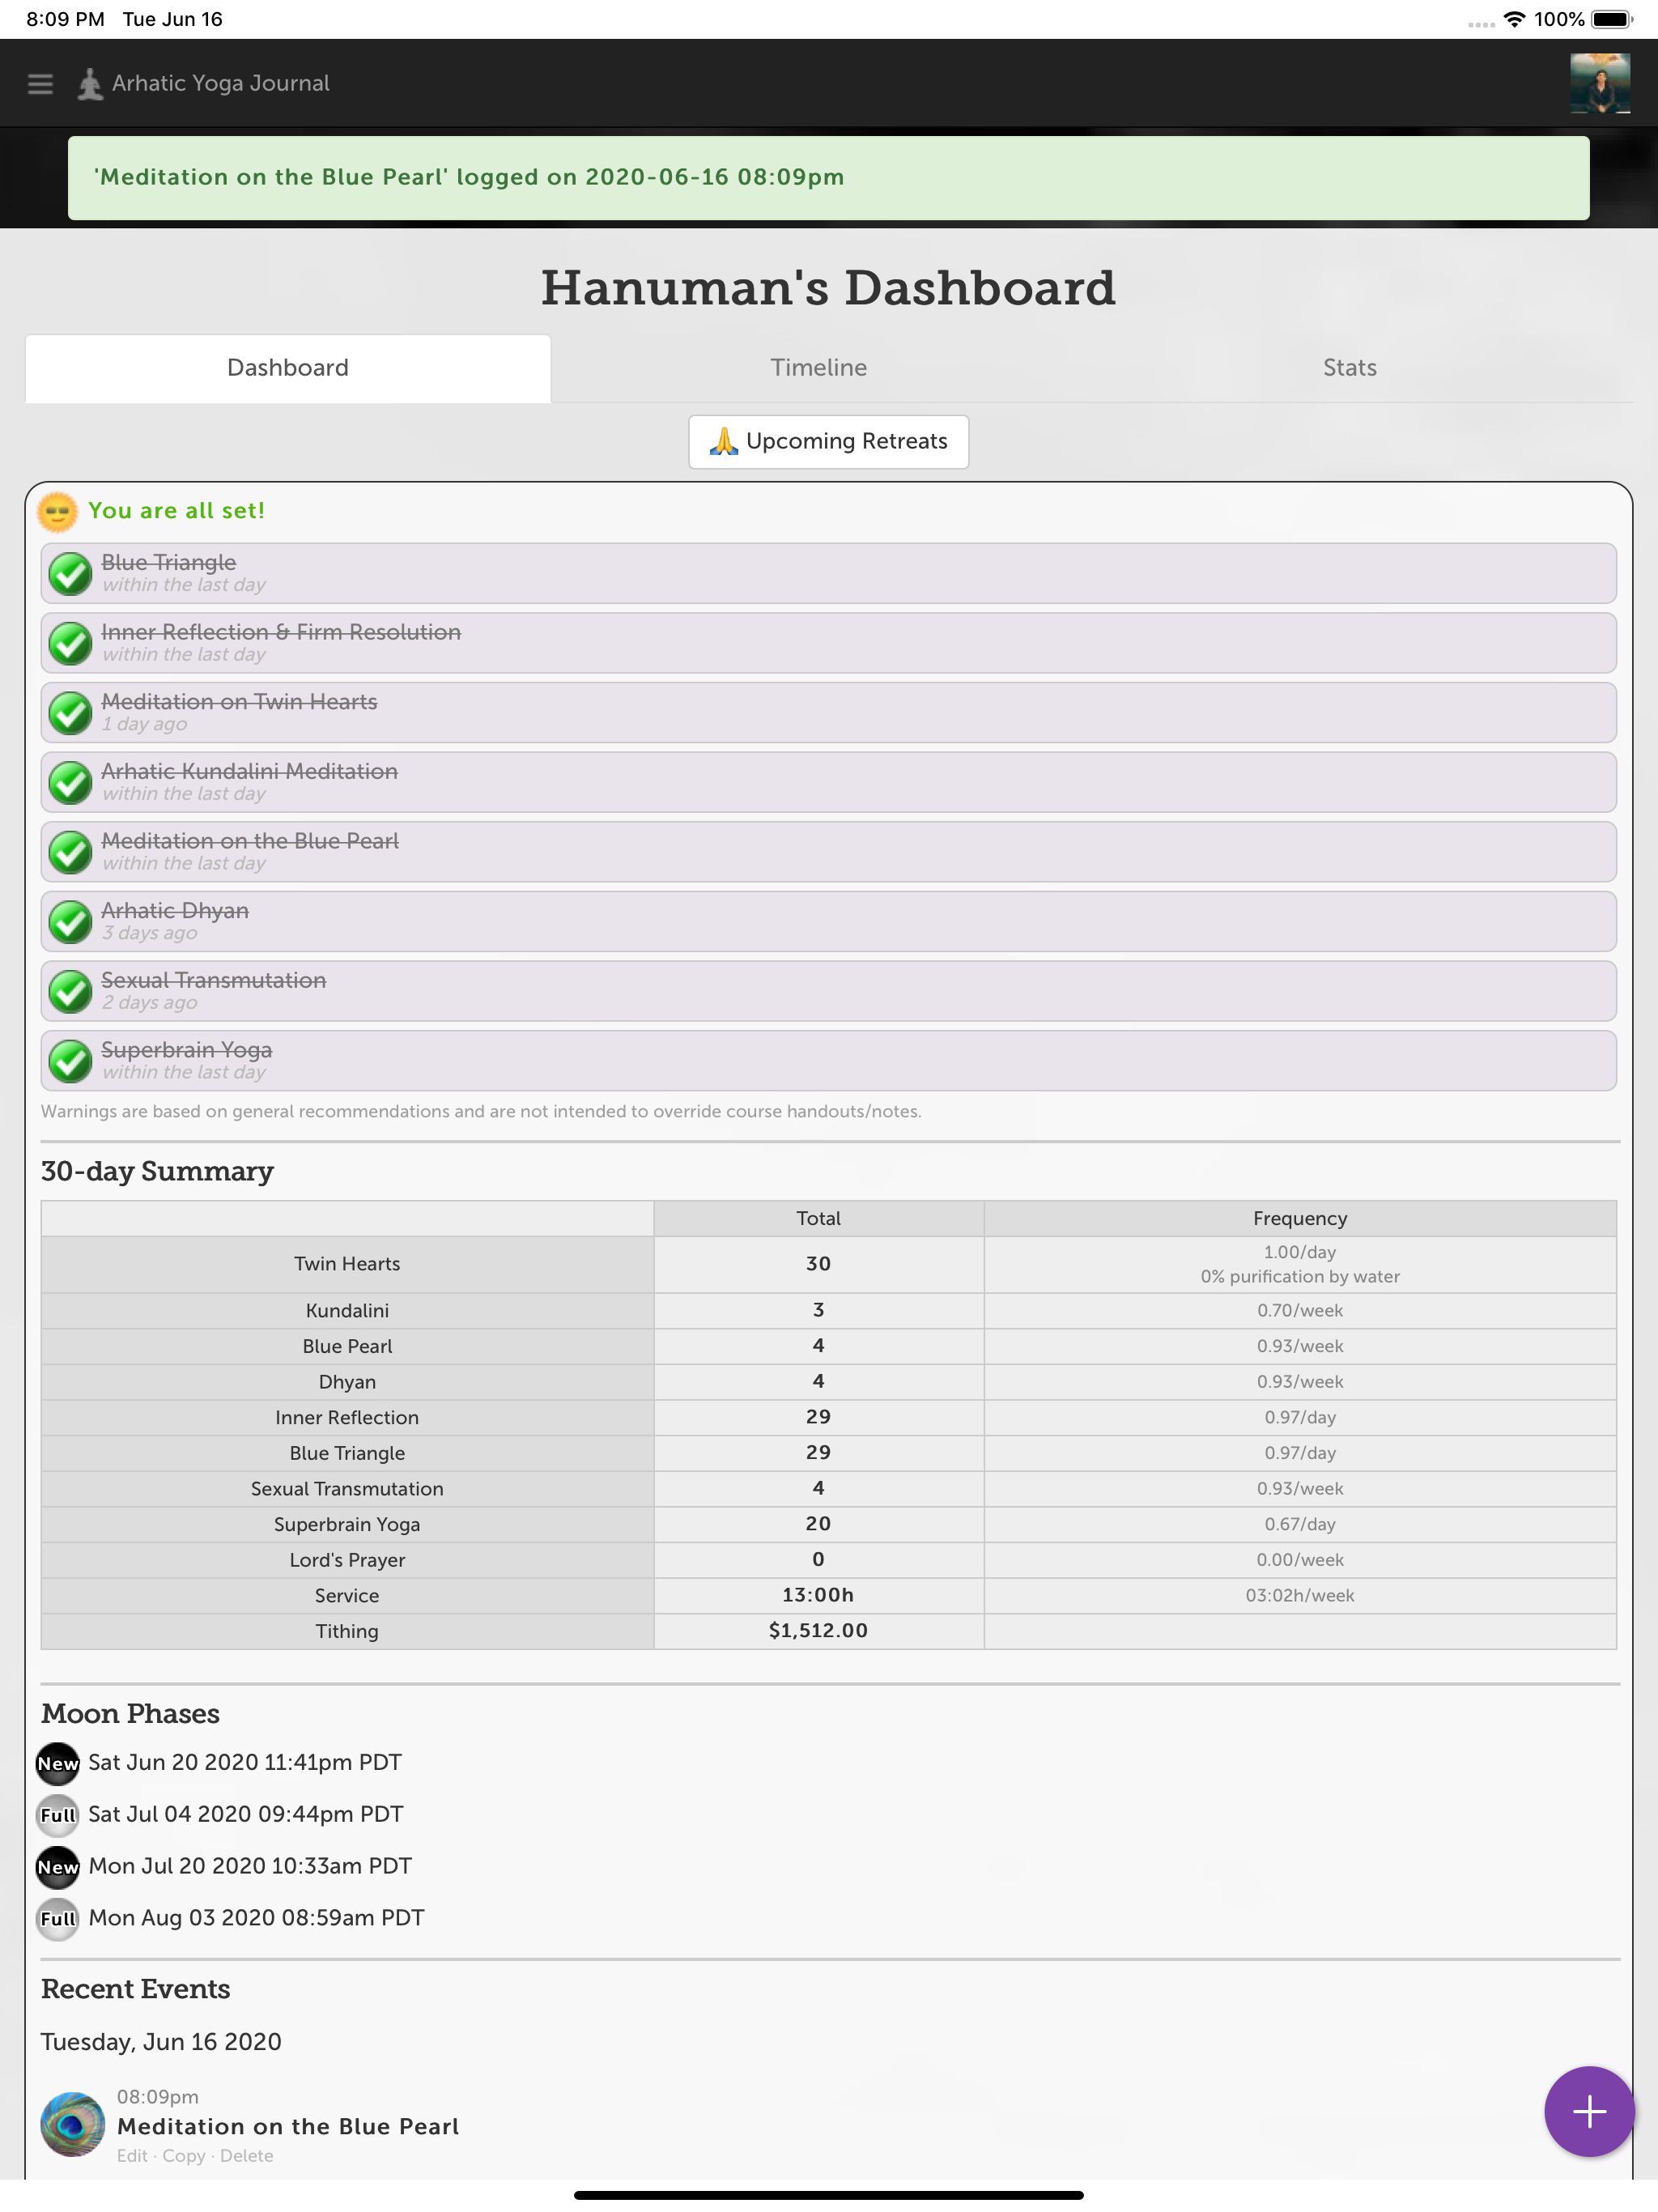 8:09 PM Tue Jun 16 100%
Arhatic Yoga Journal
'Meditation on the Blue Pearl' logged on 2020-06-16 08:09pm
Hanuman's Dashboard
Dashboard Timeline Stats
Upcoming Retreats
You are all set!
Blue Triangle
within the last day
Inner Reflection & Firm Resolution
within the last day
Meditation on Twin Hearts
1 day ago
Arhatic Kundalini Meditation
within the last day
Meditation on the Blue Pearl
within the last day
Arhatic Dhyan
3 days ago
Sexual Transmutation
2 days ago
Superbrain Yoga
within the last day
Warnings are based on general recommendations and are not intended to override course handouts/notes.
30-day Summary
Total Frequency
Twin Hearts 30 1.00/day
0% purification by water
Kundalini 3 0.70/week
Blue Pearl 4 0.93/week
Dhyan 4 0.93/week
Inner Reflection 29 0.97/day
Blue Triangle 29 0.97/day
Sexual Transmutation 4 0.93/week
Superbrain Yoga 20 0.67/day
Lord's Prayer 0 0.00/week
Service 13:00h 03:02h/week
Tithing $1,512.00
Moon Phases
New Sat Jun 20 2020 11:41pm PDT
Full Sat Jul 04 2020 09:44pm PDT
New Mon Jul 20 2020 10:33am PDT
Full Mon Aug 03 2020 08:59am PDT
Recent Events
Tuesday, Jun 16 2020
08:09pm
Meditation on the Blue Pearl
Edit · Copy · Delete